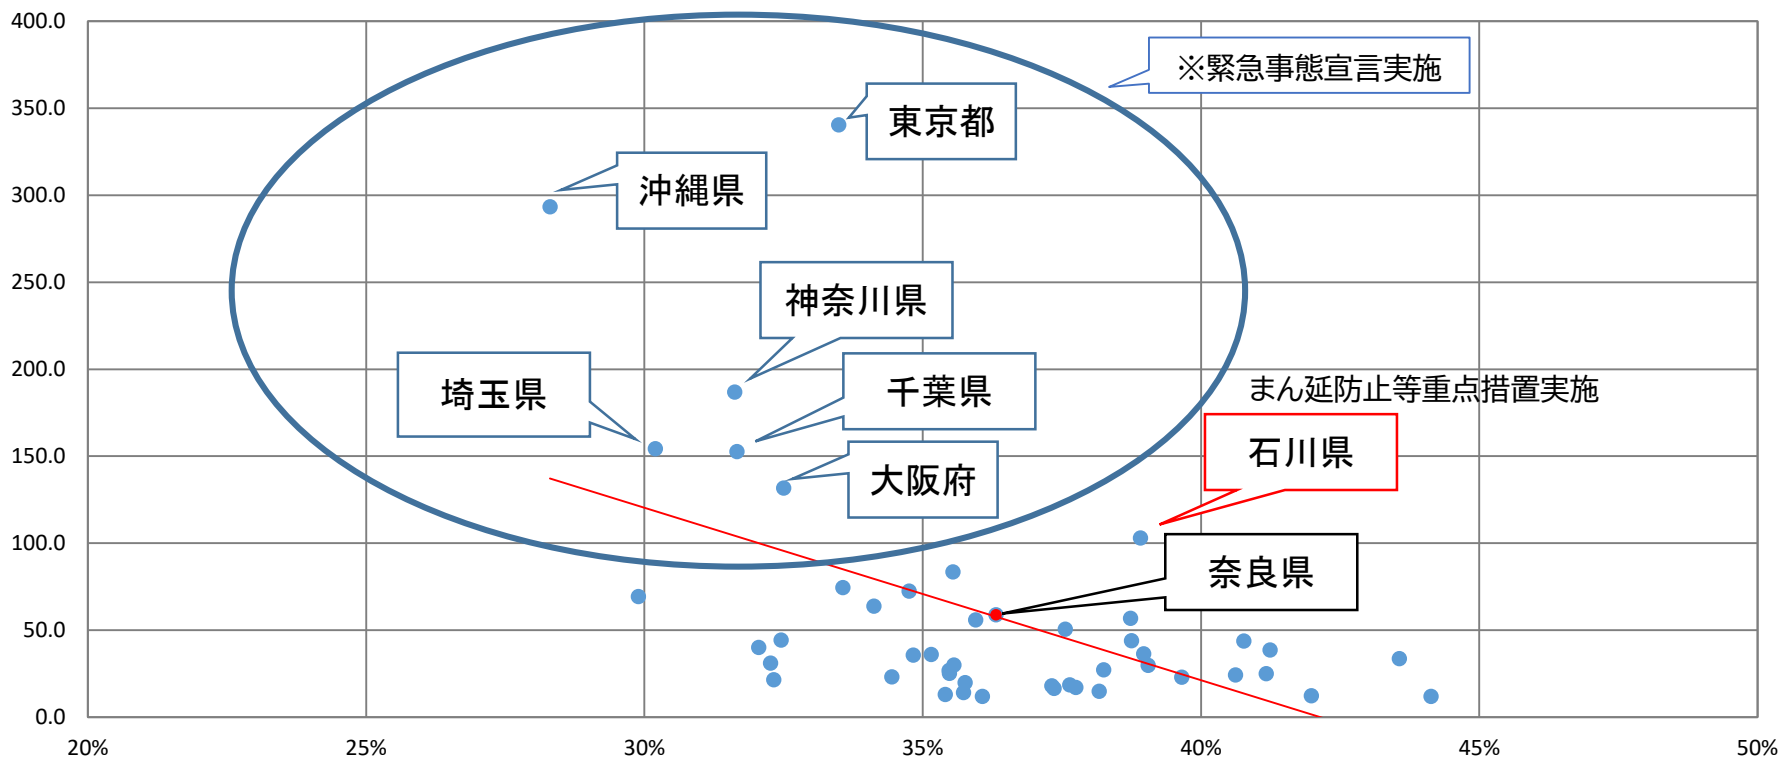 400.0
※緊急事態宣言実施
350.0
東京都
300.0
沖縄県
250.0
神奈川県
200.0
埼玉県
千葉県
まん延防止等重点措置実施
150.0
大阪府
石川県
100.0
奈良県
50.0
0.0
20%
25%
30%
35%
40%
45%
50%